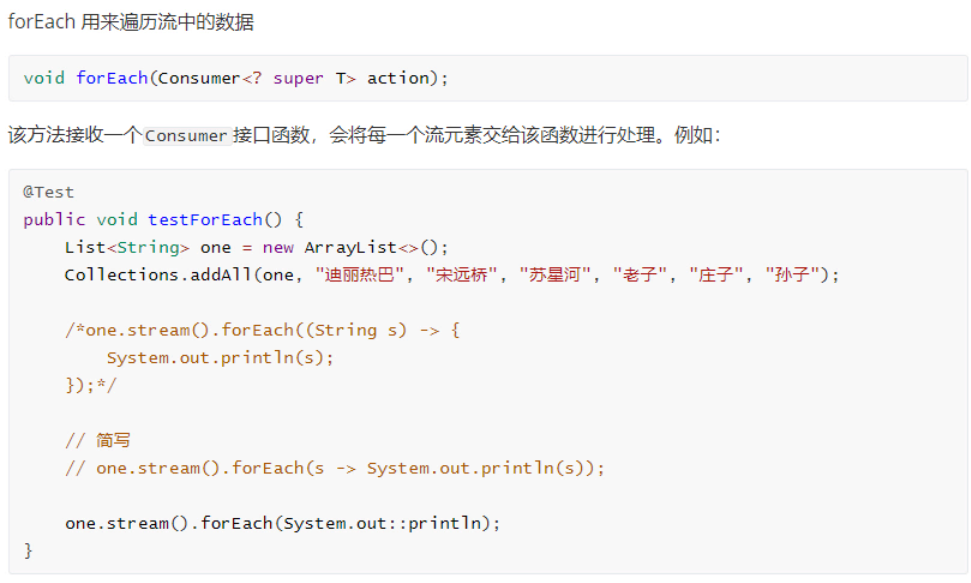 forEach 用来遍历流中的数据
void forEach(Consumer<? super T> action);
该方法接收一个Consumer接口函数，会将每一个流元素交给该函数进行处理。例如：
@Test
public void testForEach() {
    List<String> one = new ArrayList<>();
    Collections.addAll(one, "迪丽热巴", "宋远桥", "苏星河", "老子", "庄子", "孙子");
    /*one.stream().forEach((String s) -> {
        System.out.println(s);
    });*/
    // 简写
    // one.stream().forEach(s -> System.out.println(s));
    one.stream().forEach(System.out::println);
}